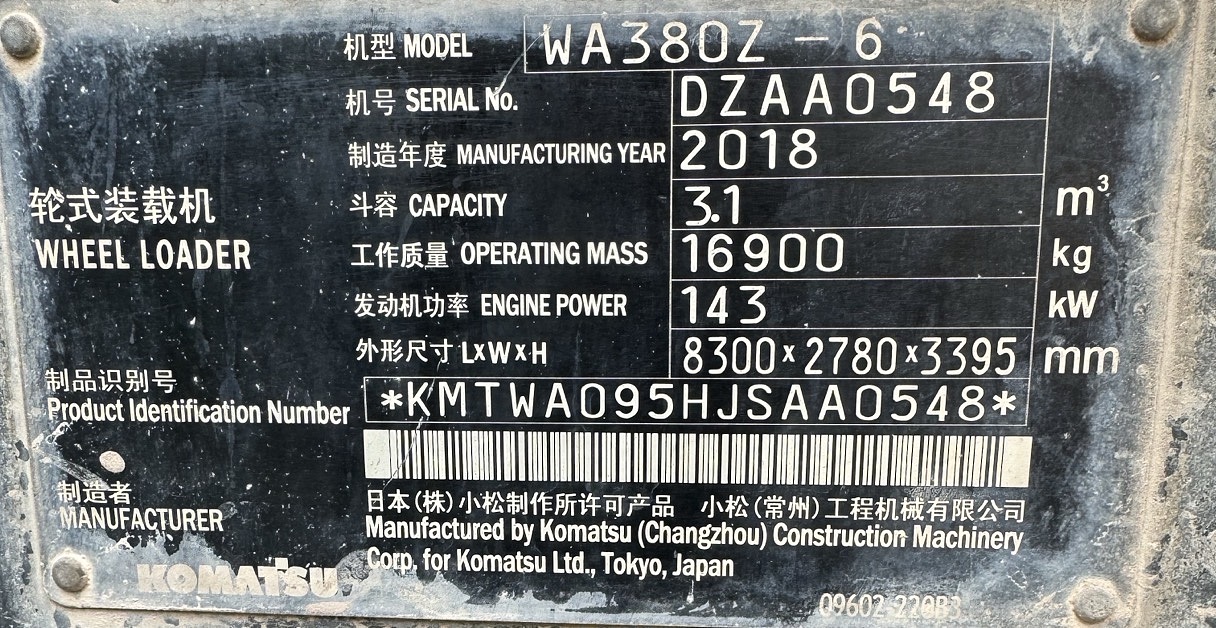 机型 MODEL WA380Z - 6
机号 SERIAL No. DZAA0548
制造年度 MANUFACTURING YEAR 2018
轮式装载机
WHEEL LOADER
斗容 CAPACITY 3.1 m³
工作质量 OPERATING MASS 16900 kg
发动机功率 ENGINE POWER 143 kW
外形尺寸 L×W×H 8300×2780×3395 mm
制品识别号
Product Identification Number *KMTWA095HJSAA0548*
制造者
MANUFACTURER
日本(株)小松制作所许可产品 小松(常州)工程机械有限公司
Manufactured by Komatsu (Changzhou) Construction Machinery
Corp. for Komatsu Ltd., Tokyo, Japan
KOMATSU
09602-220B3